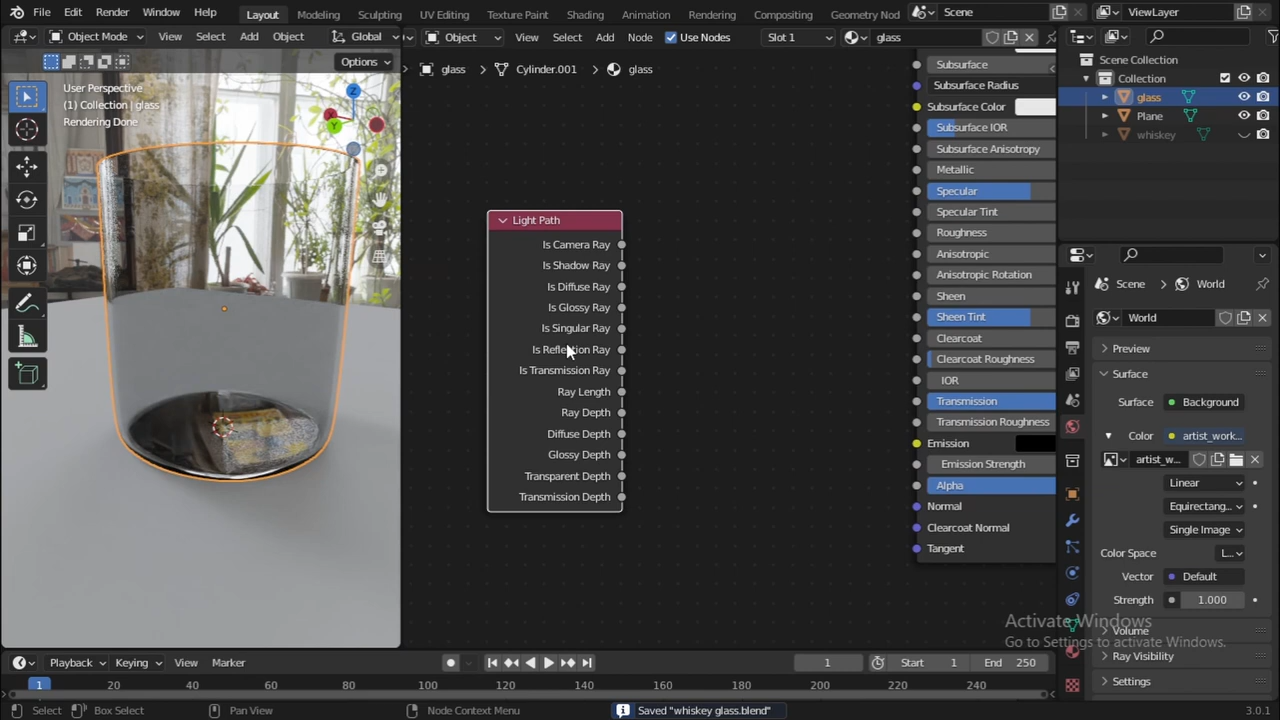 File Edit Render Window Help Layout Modeling Sculpting UV Editing Texture Paint Shading Animation Rendering Compositing Geometry Nod Scene ViewLayer
Object Mode View Select Add Object Global Object View Select Add Node Use Nodes Slot 1 glass
Options
glass Cylinder.001 glass
User Perspective
(1) Collection | glass
Rendering Done
Light Path
Is Camera Ray
Is Shadow Ray
Is Diffuse Ray
Is Glossy Ray
Is Singular Ray
Is Reflection Ray
Is Transmission Ray
Ray Length
Ray Depth
Diffuse Depth
Glossy Depth
Transparent Depth
Transmission Depth
Subsurface
Subsurface Radius
Subsurface Color
Subsurface IOR
Subsurface Anisotropy
Metallic
Specular
Specular Tint
Roughness
Anisotropic
Anisotropic Rotation
Sheen
Sheen Tint
Clearcoat
Clearcoat Roughness
IOR
Transmission
Transmission Roughness
Emission
Emission Strength
Alpha
Normal
Clearcoat Normal
Tangent
Scene Collection
Collection
glass
Plane
whiskey
Scene World
World
Preview
Surface
Surface Background
Color artist_work...
artist_w...
Linear
Equirectang...
Single Image
Color Space L...
Vector Default
Strength 1.000
Volume
Ray Visibility
Settings
Activate Windows
Go to Settings to activate Windows.
Playback Keying View Marker 1 Start 1 End 250
1 20 40 60 80 100 120 140 160 180 200 220 240
Select Box Select Pan View Node Context Menu Saved "whiskey glass.blend" 3.0.1